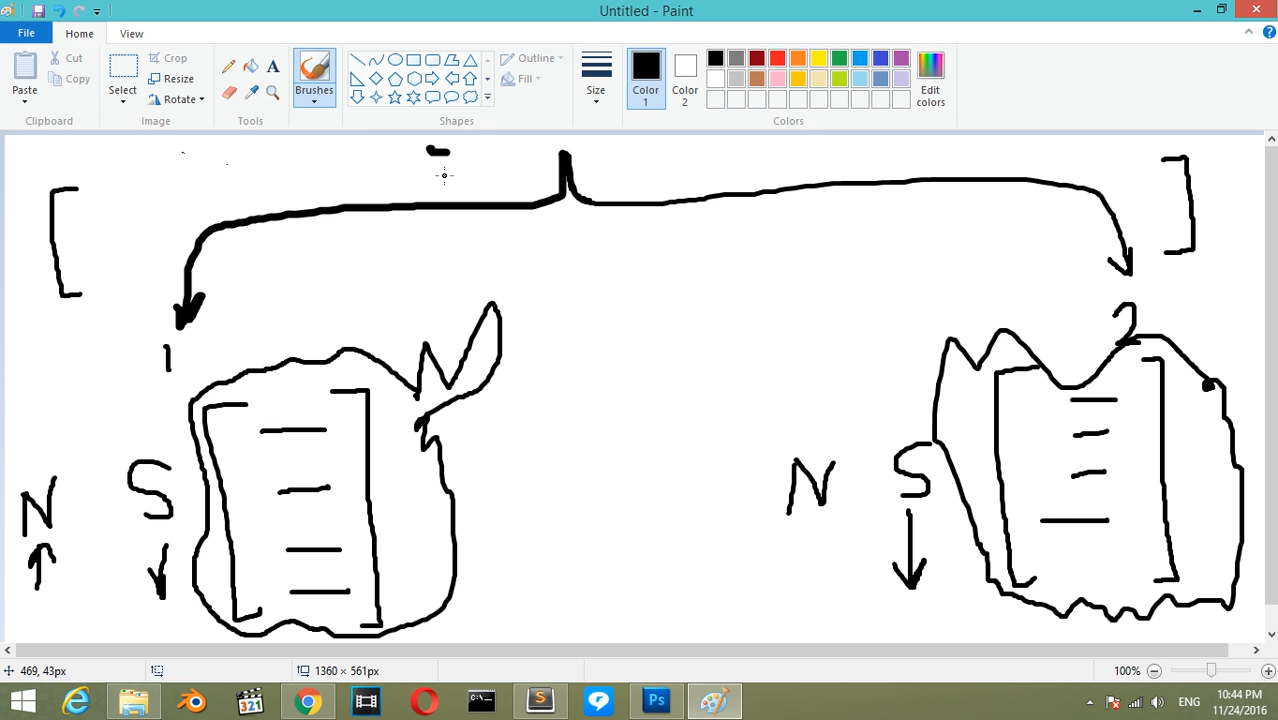 Untitled - Paint
File Home View
Paste
Cut
Copy
Clipboard
Select
Crop
Resize
Rotate
Image
A
Tools
Brushes
Outline
Fill
Shapes
Size
Color 1
Color 2
Edit colors
Colors
1
2
N S
N S
469, 43px
1360 × 561px
100%
321
C:\
S
Ps
ENG
10:44 PM
11/24/2016